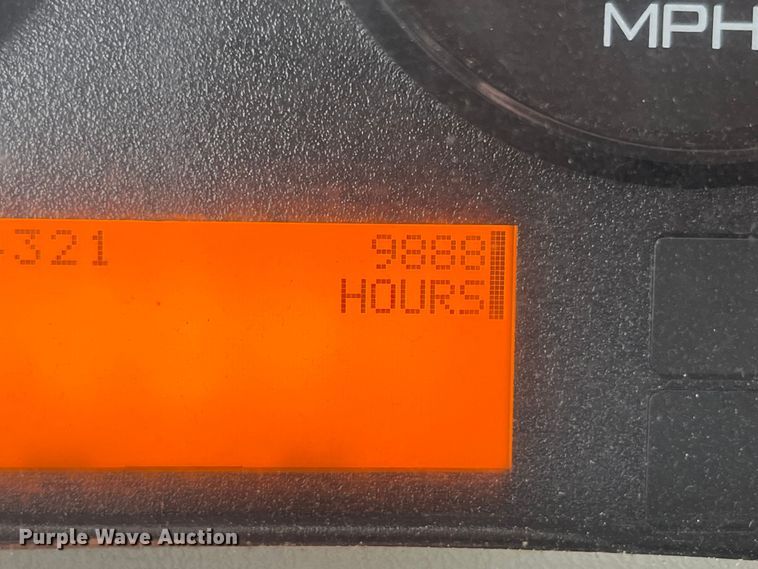 MPH
321 9888
HOURS
Purple Wave Auction